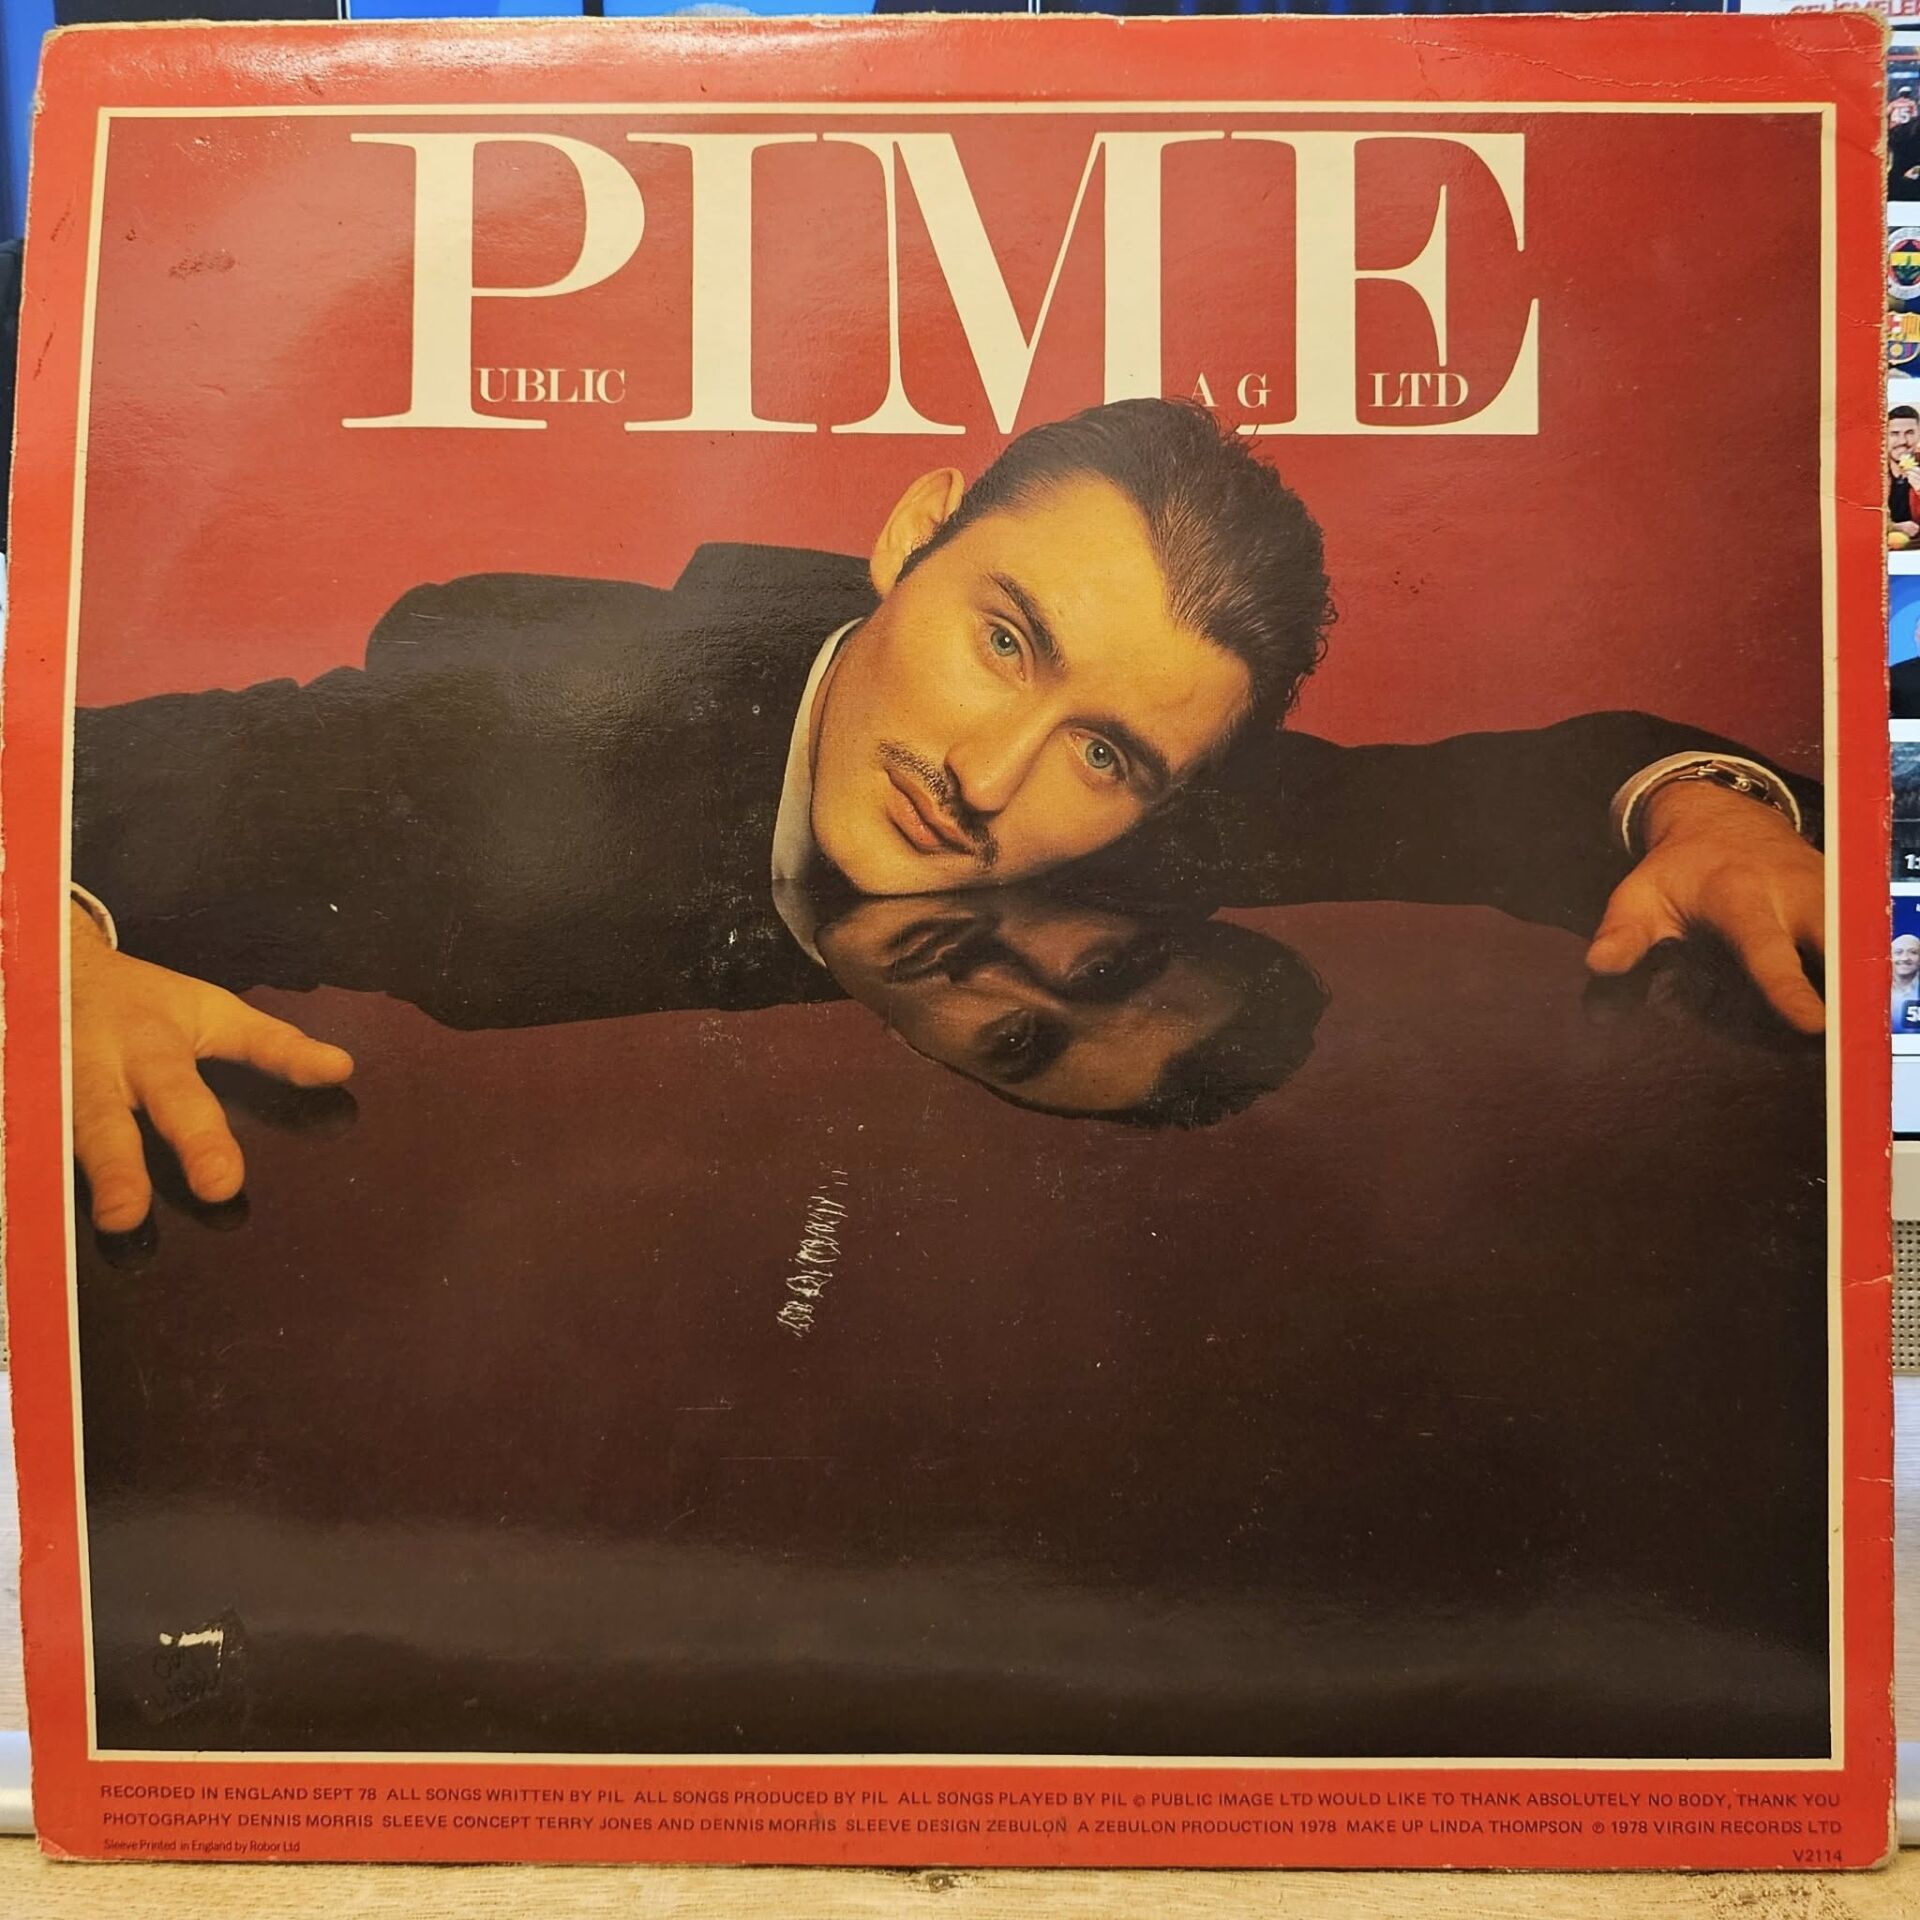 PIME
UBLIC A G LTD
RECORDED IN ENGLAND SEPT 78 ALL SONGS WRITTEN BY PIL ALL SONGS PRODUCED BY PIL ALL SONGS PLAYED BY PIL © PUBLIC IMAGE LTD WOULD LIKE TO THANK ABSOLUTELY NO BODY, THANK YOU
PHOTOGRAPHY DENNIS MORRIS SLEEVE CONCEPT TERRY JONES AND DENNIS MORRIS SLEEVE DESIGN ZEBULON A ZEBULON PRODUCTION 1978 MAKE UP LINDA THOMPSON ℗ 1978 VIRGIN RECORDS LTD
Sleeve Printed in England by Robor Ltd
V2114
45